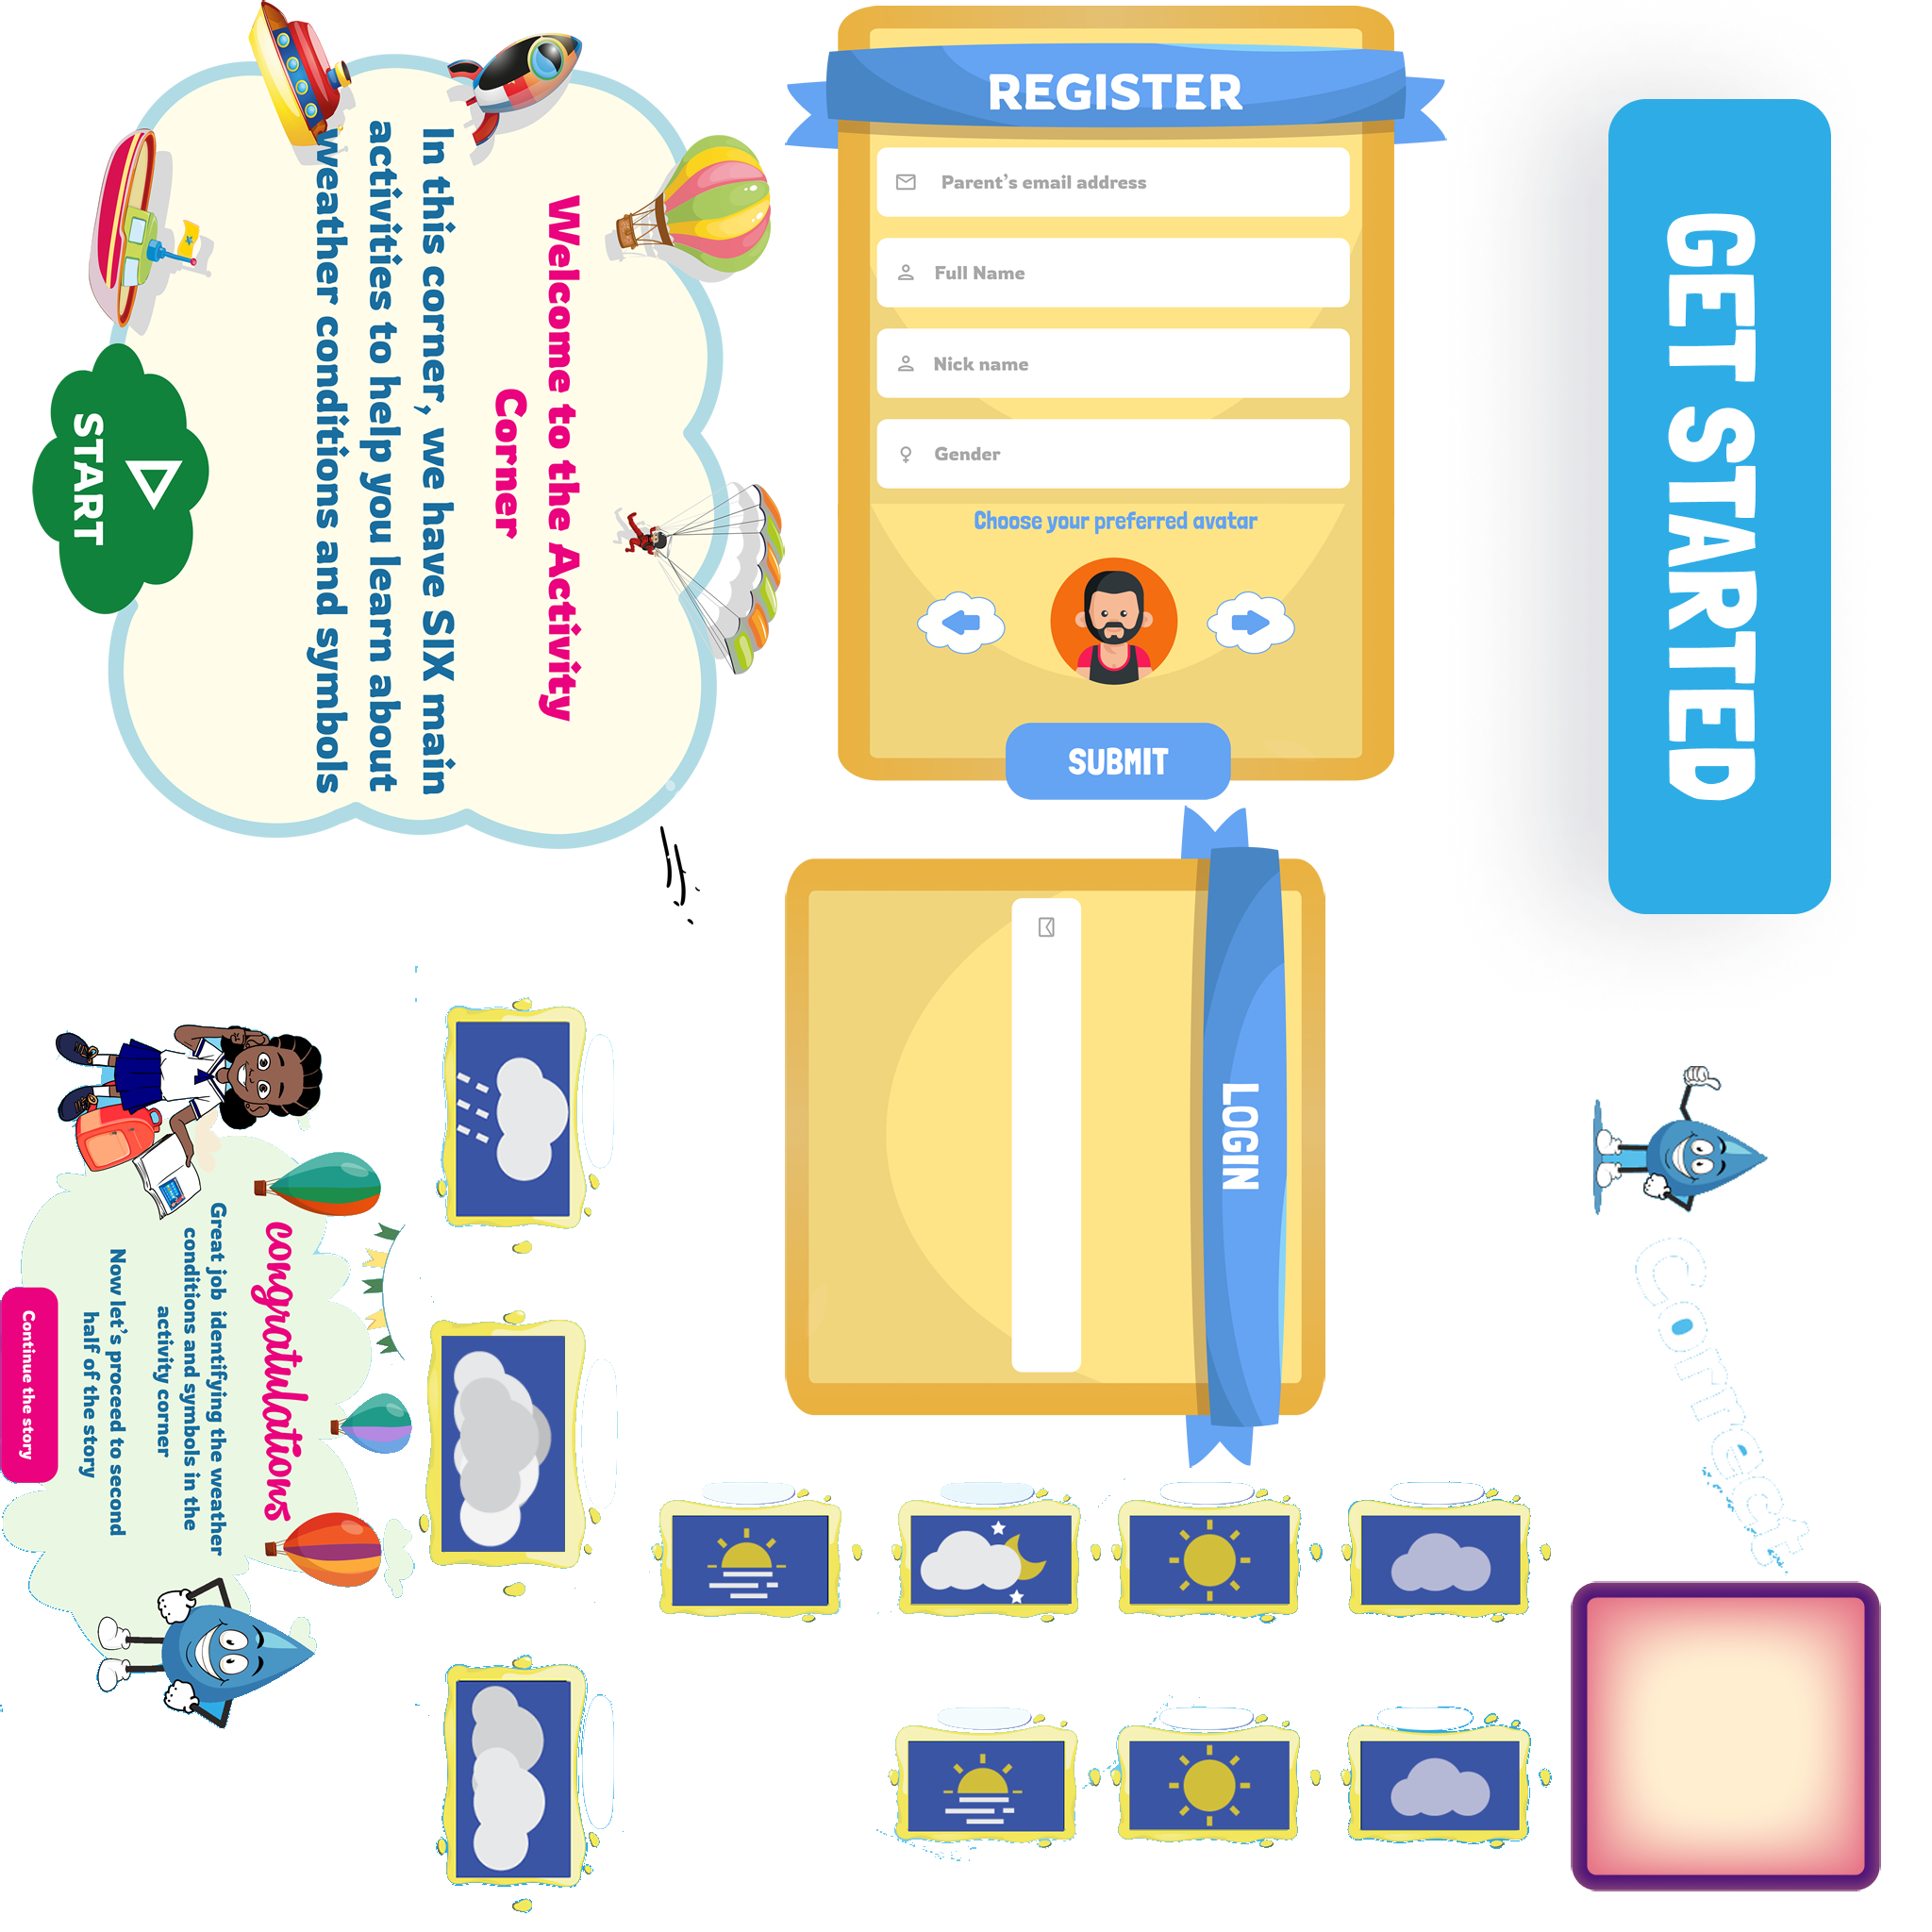 Welcome to the Activity
Corner
In this corner, we have SIX main
activities to help you learn about
weather conditions and symbols
START
REGISTER
Parent's email address
Full Name
Nick name
Gender
Choose your preferred avatar
SUBMIT
GET STARTED
LOGIN
congratulations
Great job identifying the weather
conditions and symbols in the
activity corner
Now let's proceed to second
half of the story
Continue the story
Correct